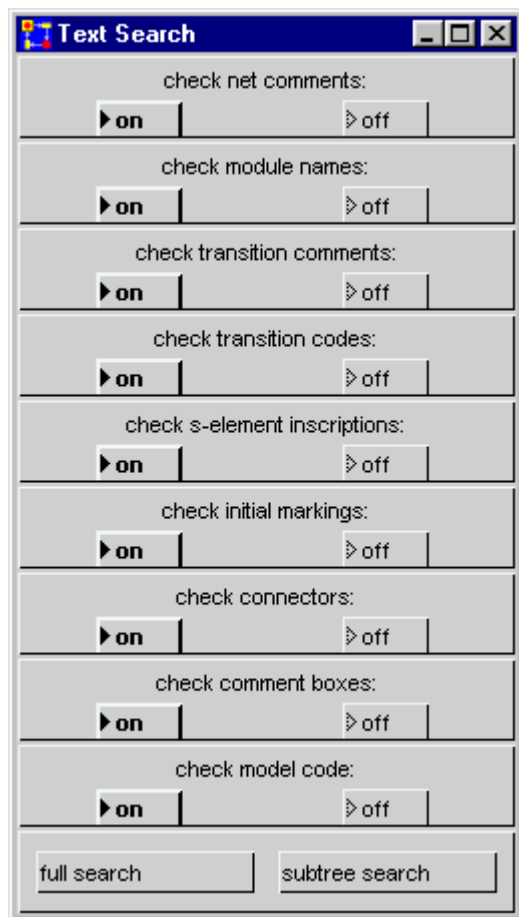 Text Search
check net comments:
on off
check module names:
on off
check transition comments:
on off
check transition codes:
on off
check s-element inscriptions:
on off
check initial markings:
on off
check connectors:
on off
check comment boxes:
on off
check model code:
on off
full search subtree search